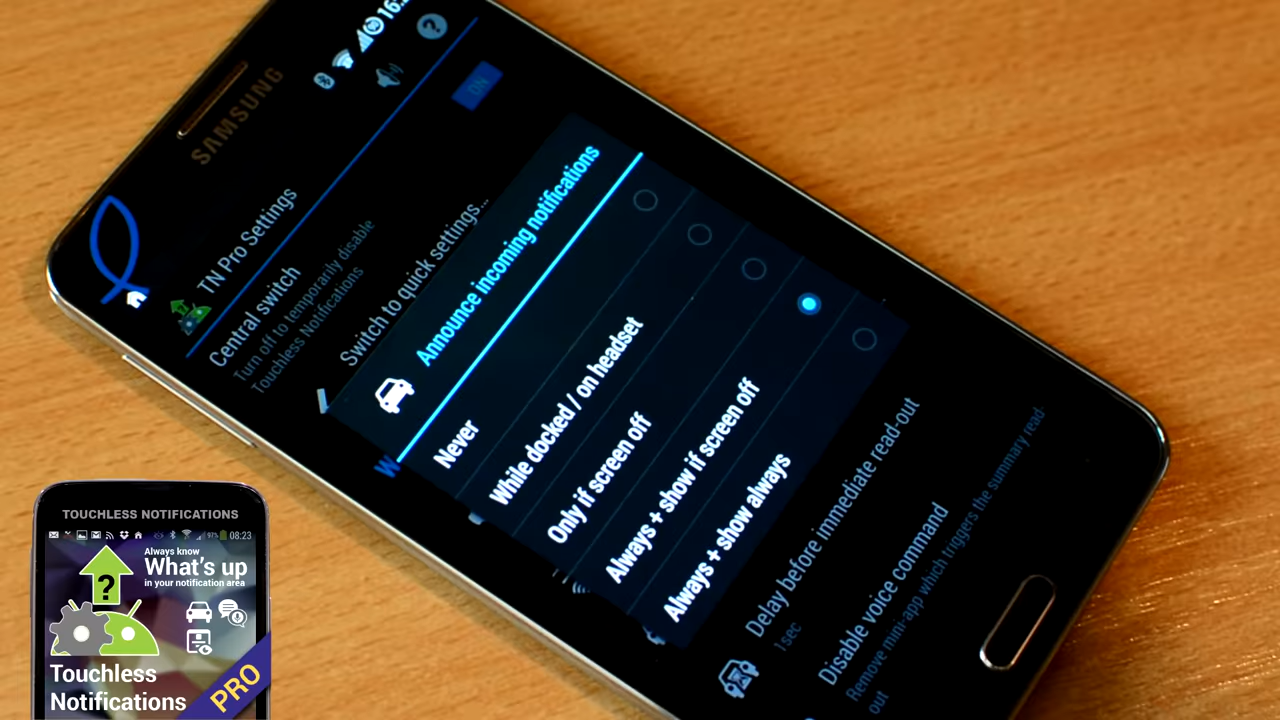 SAMSUNG
ON
TN Pro Settings
Central switch
Turn off to temporarily disable
Touchless Notifications
Switch to quick settings...
Announce incoming notifications
Never
While docked / on headset
Only if screen off
Always + show if screen off
Always + show always
Delay before immediate read-out
1sec
Disable voice command
Remove mini-app which triggers the summary read-
out
TOUCHLESS NOTIFICATIONS
97% 08:23
Always know
What's up
in your notification area
?
Touchless
Notifications
PRO